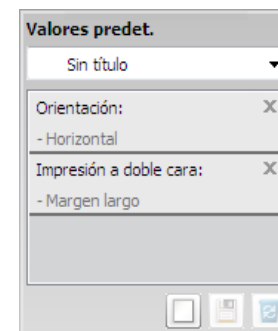 Valores predet.
Sin título
Orientación:
- Horizontal
Impresión a doble cara:
- Margen largo